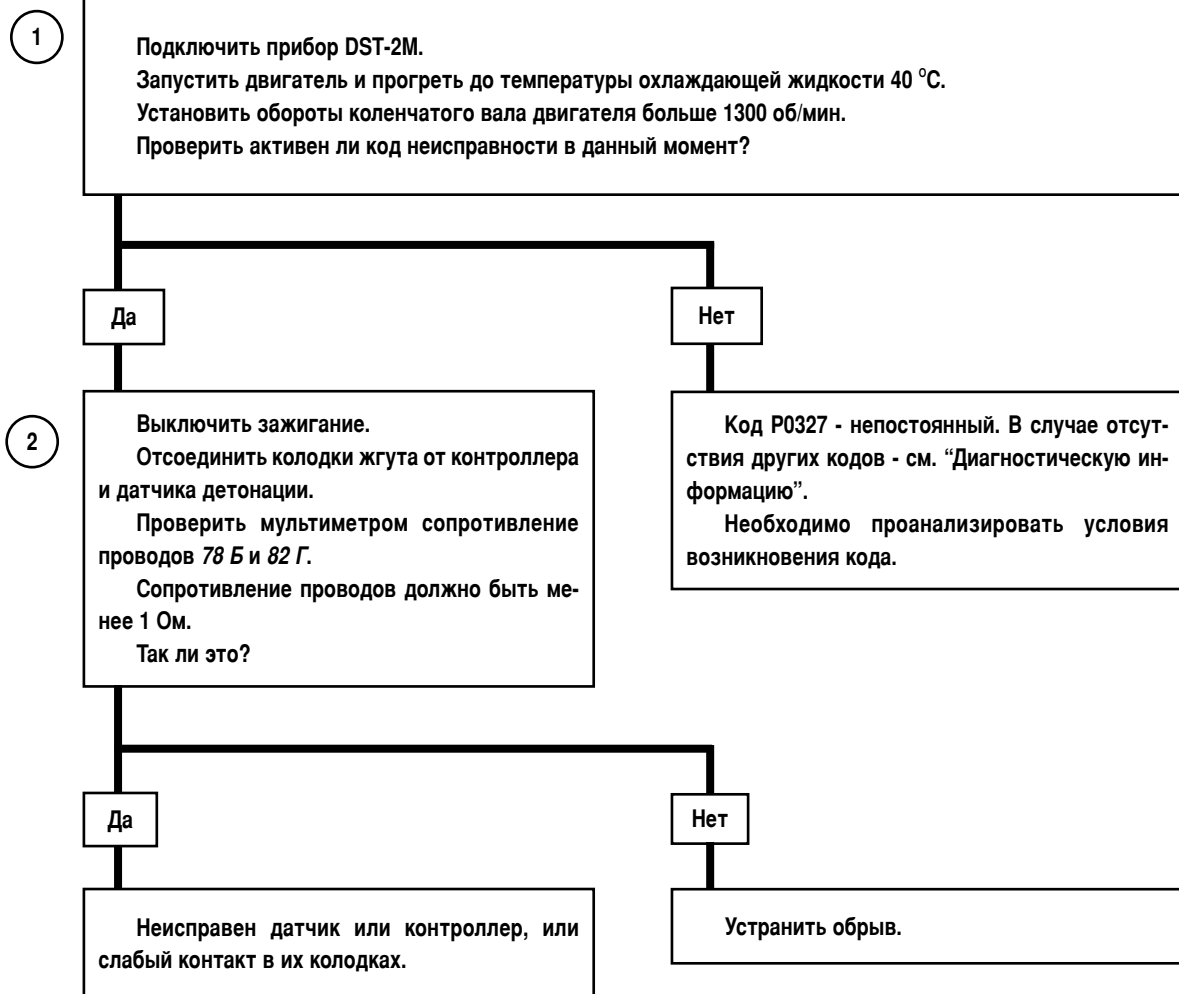 1
Подключить прибор DST-2M.
Запустить двигатель и прогреть до температуры охлаждающей жидкости 40 °С.
Установить обороты коленчатого вала двигателя больше 1300 об/мин.
Проверить активен ли код неисправности в данный момент?
Да
Нет
2
Выключить зажигание.
Отсоединить колодки жгута от контроллера
и датчика детонации.
Проверить мультиметром сопротивление
проводов 78 Б и 82 Г.
Сопротивление проводов должно быть ме-
нее 1 Ом.
Так ли это?
Код Р0327 - непостоянный. В случае отсут-
ствия других кодов - см. “Диагностическую ин-
формацию”.
Необходимо проанализировать условия
возникновения кода.
Да
Нет
Неисправен датчик или контроллер, или
слабый контакт в их колодках.
Устранить обрыв.